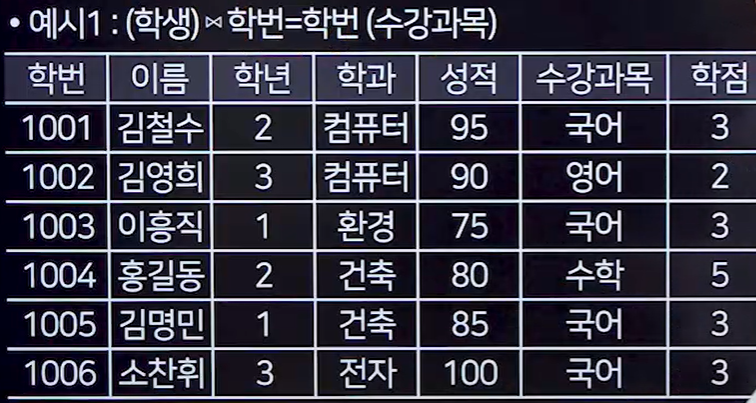 • 예시1 : (학생) ⋈ 학번=학번 (수강과목)
학번 이름 학년 학과 성적 수강과목 학점
1001 김철수 2 컴퓨터 95 국어 3
1002 김영희 3 컴퓨터 90 영어 2
1003 이흥직 1 환경 75 국어 3
1004 홍길동 2 건축 80 수학 5
1005 김명민 1 건축 85 국어 3
1006 소찬휘 3 전자 100 국어 3